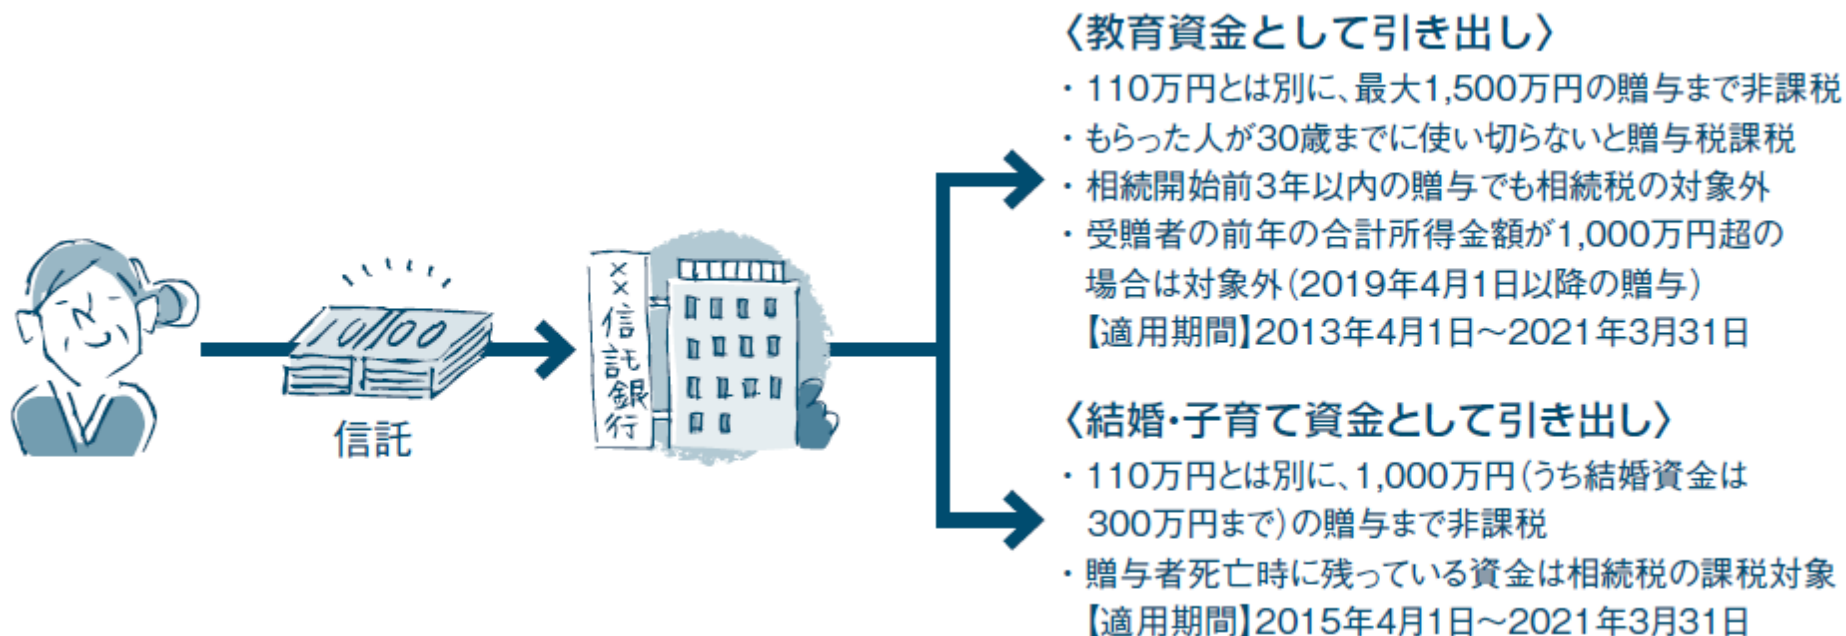 〈教育資金として引き出し〉
・110万円とは別に、最大1,500万円の贈与まで非課税
・もらった人が30歳までに使い切らないと贈与税課税
・相続開始前3年以内の贈与でも相続税の対象外
・受贈者の前年の合計所得金額が1,000万円超の
場合は対象外(2019年4月1日以降の贈与)
【適用期間】2013年4月1日〜2021年3月31日
10100
信託
××信託銀行
〈結婚・子育て資金として引き出し〉
・110万円とは別に、1,000万円(うち結婚資金は
300万円まで)の贈与まで非課税
・贈与者死亡時に残っている資金は相続税の課税対象
【適用期間】2015年4月1日〜2021年3月31日